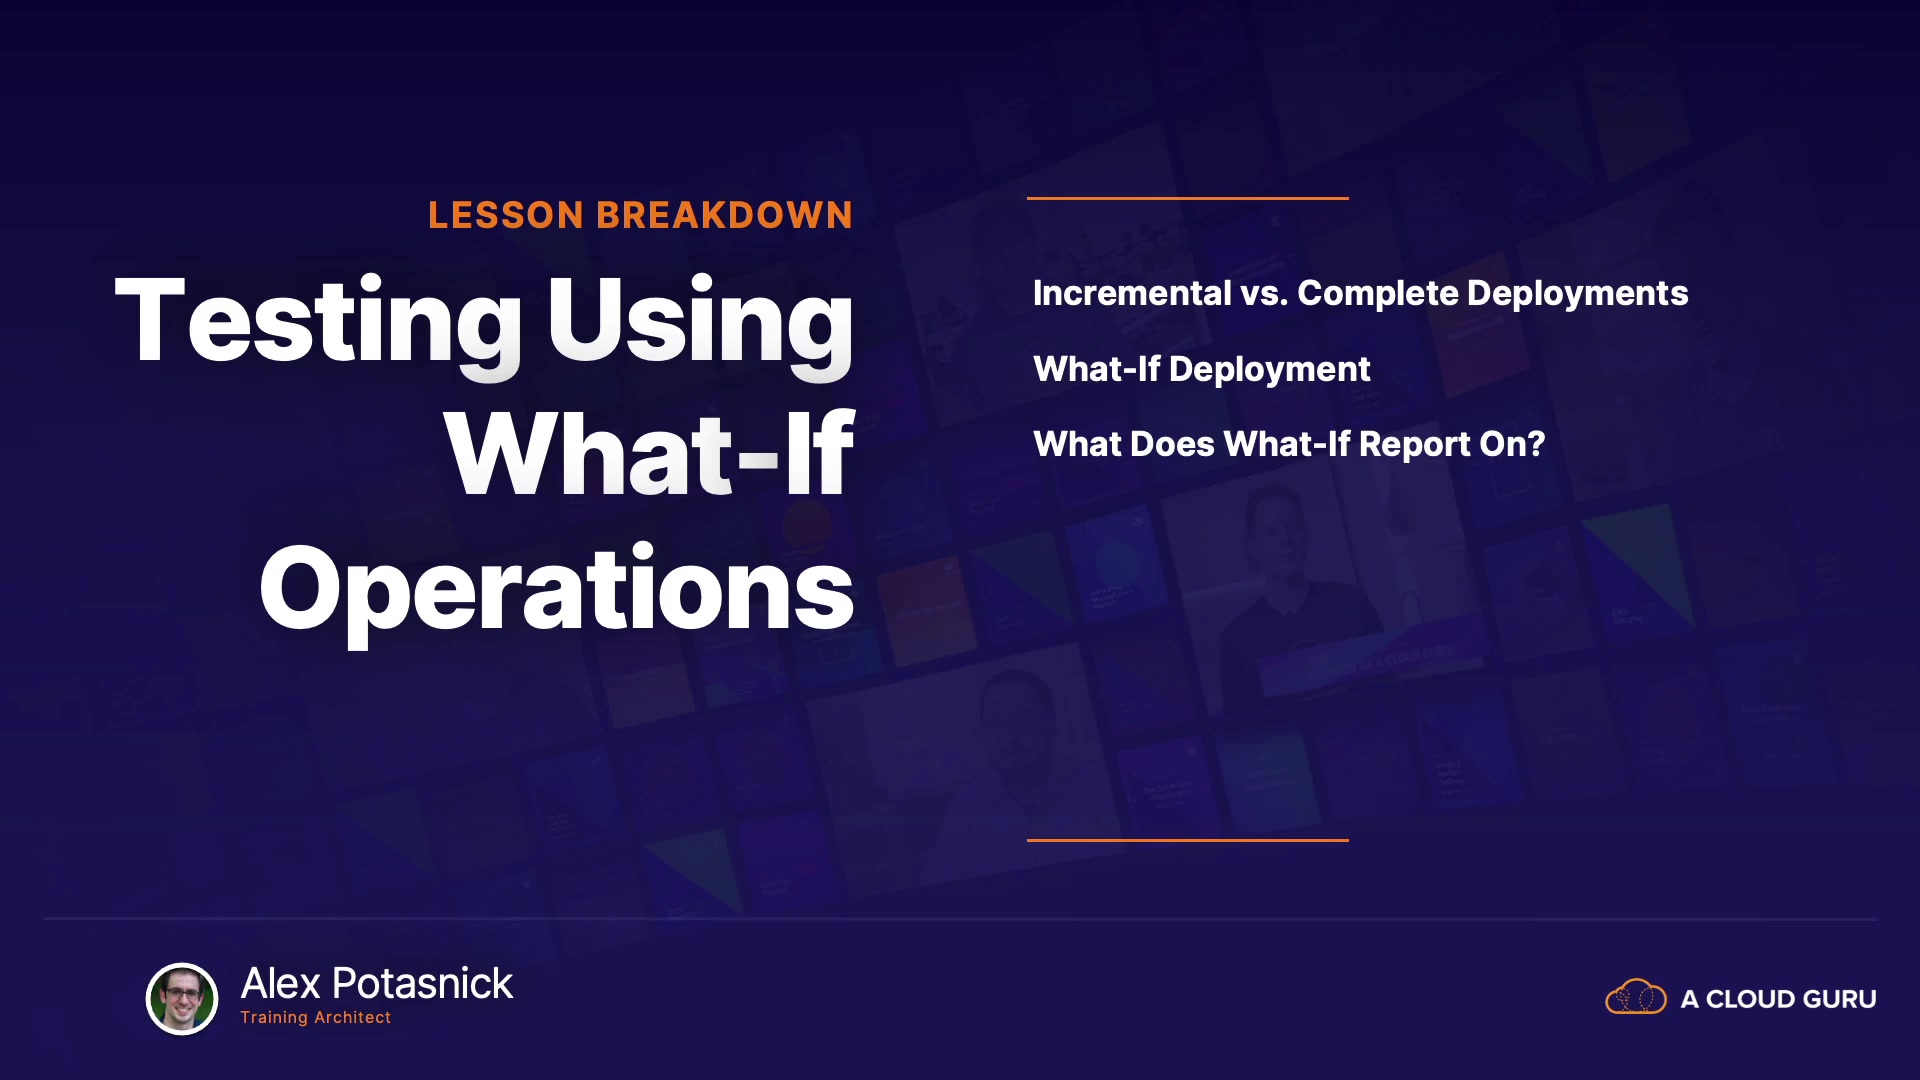 LESSON BREAKDOWN
Testing Using
What-If
Operations
Incremental vs. Complete Deployments
What-If Deployment
What Does What-If Report On?
Alex Potasnick
Training Architect
A CLOUD GURU